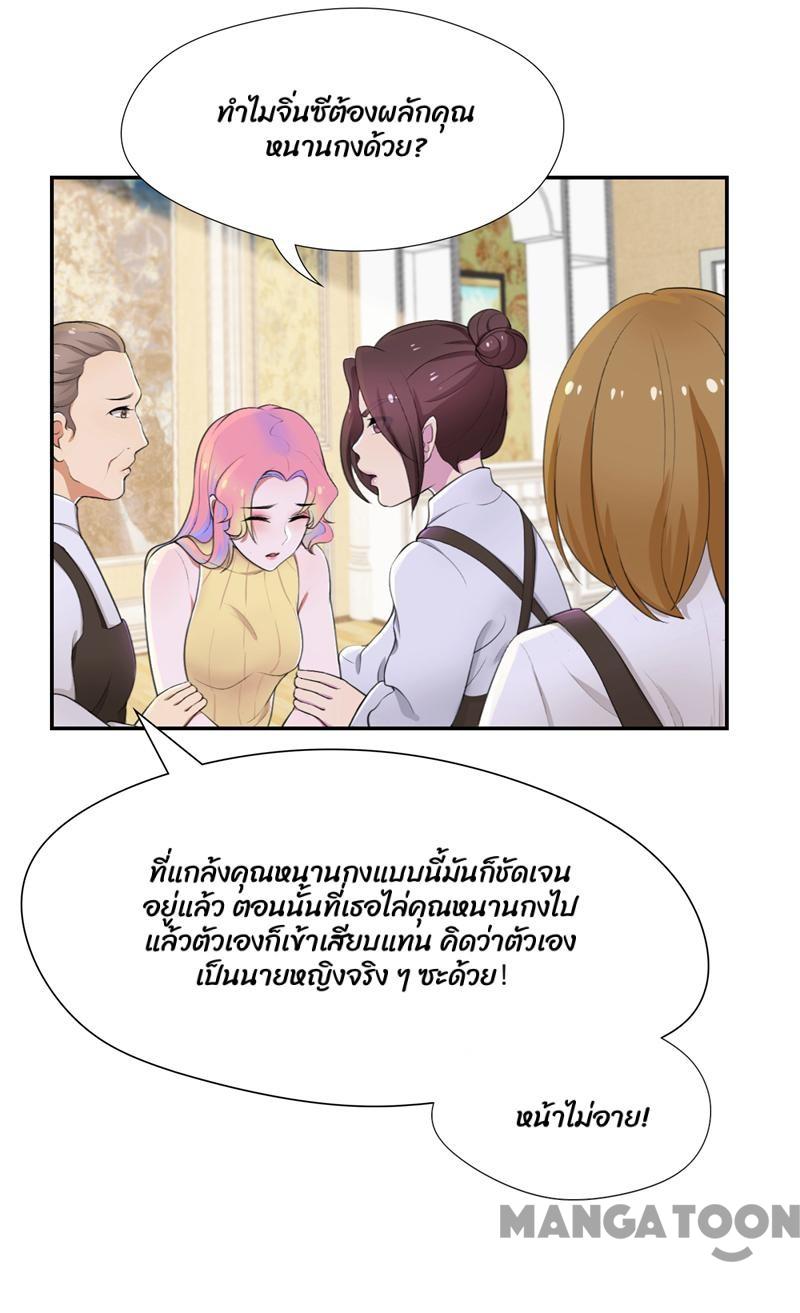 ทำไมจิ่นซีต้องผลักคุณ
หนานกงด้วย?
ที่แกล้งคุณหนานกงแบบนี้มันก็ชัดเจน
อยู่แล้ว ตอนนั้นที่เธอไล่คุณหนานกงไป
แล้วตัวเองก็เข้าเสียบแทน คิดว่าตัวเอง
เป็นนายหญิงจริง ๆ ซะด้วย!
หน้าไม่อาย!
MANGATOON